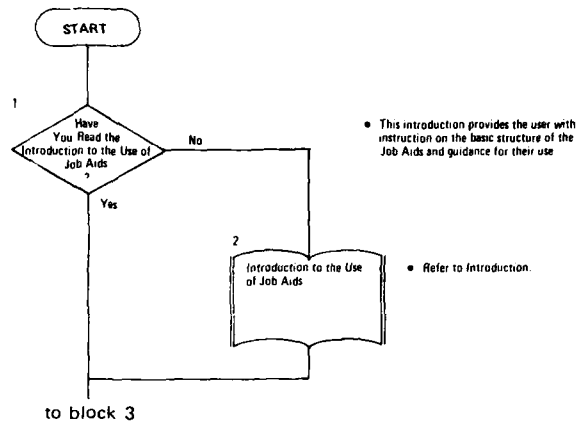 START
1
Have
You Read the
Introduction to the Use of
Job Aids
?
No
Yes
• This introduction provides the user with
instruction on the basic structure of the
Job Aids and guidance for their use
2
Introduction to the Use
of Job Aids
• Refer to Introduction.
to block 3